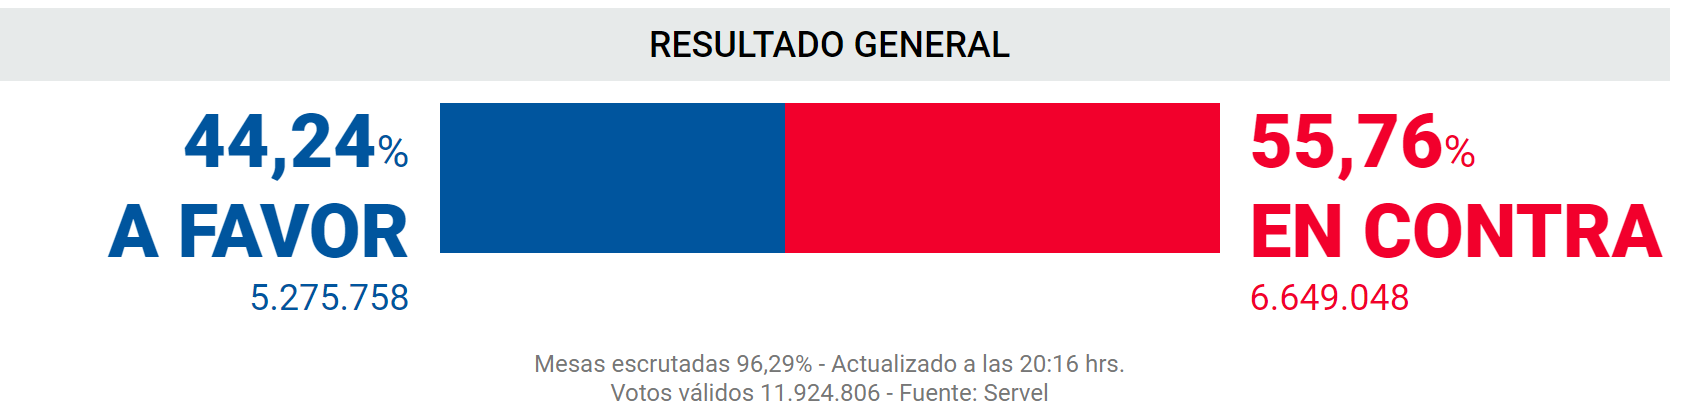 RESULTADO GENERAL
44,24%
A FAVOR
5.275.758
55,76%
EN CONTRA
6.649.048
Mesas escrutadas 96,29% - Actualizado a las 20:16 hrs.
Votos válidos 11.924.806 - Fuente: Servel